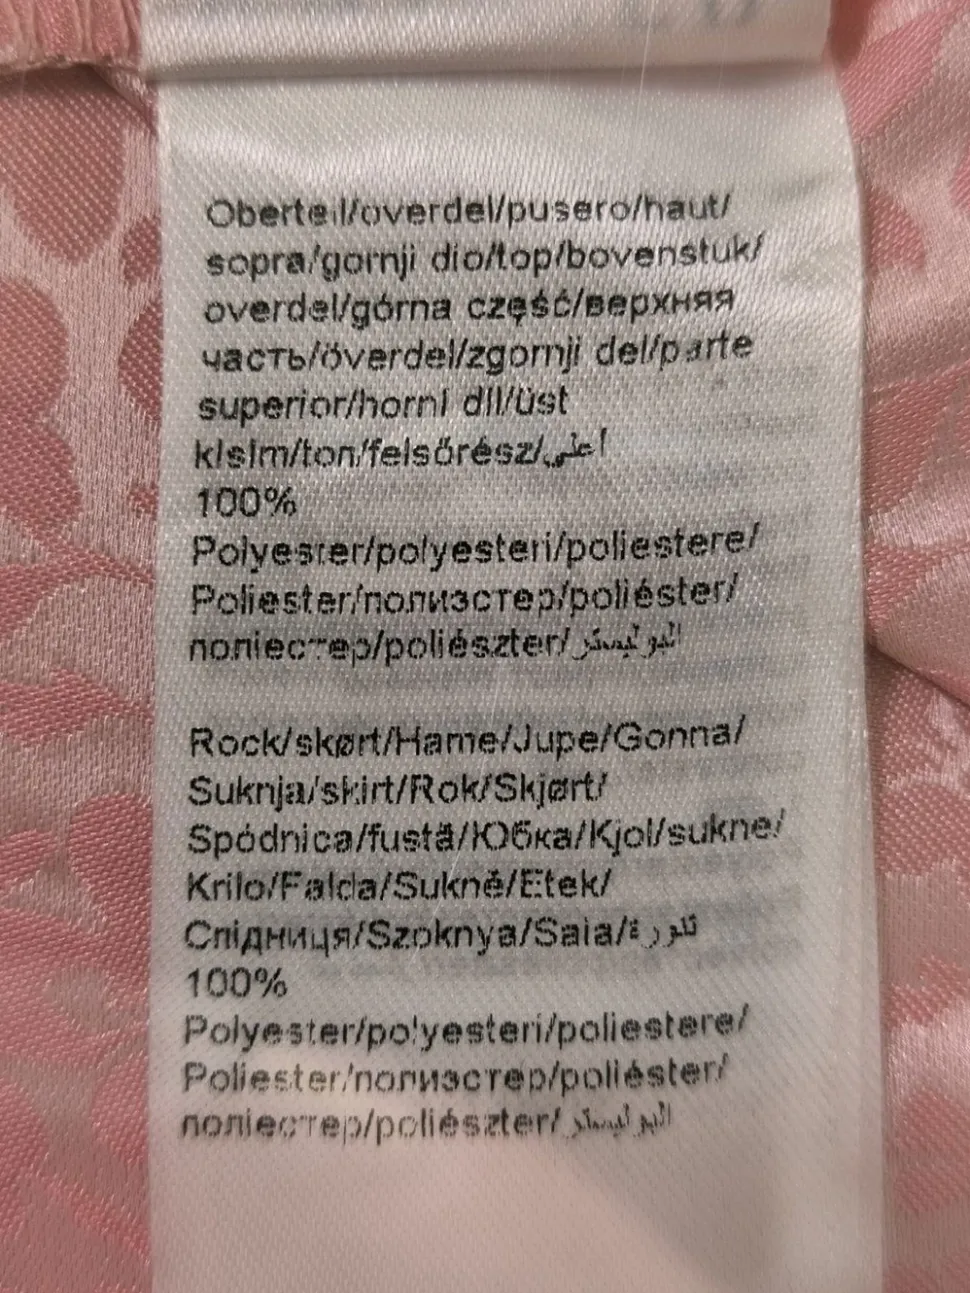 Oberteil/overdel/pusero/haut/
sopra/gornji dio/top/bovenstuk/
overdel/górna część/верхняя
часть/överdel/zgornji del/parte
superior/horní díl/üst
kIsIm/ton/felsőrész/أعلى
100%
Polyester/polyesteri/poliestere/
Poliester/полиэстер/poliéster/
поліестер/poliészter/البوليستر
Rock/skørt/Hame/Jupe/Gonna/
Suknja/skirt/Rok/Skjørt/
Spódnica/fustă/Юбка/Kjol/sukne/
Krilo/Falda/Sukně/Etek/
Спідниця/Szoknya/Saia/تنورة
100%
Polyester/polyesteri/poliestere/
Poliester/полиэстер/poliéster/
поліестер/poliészter/البوليستر